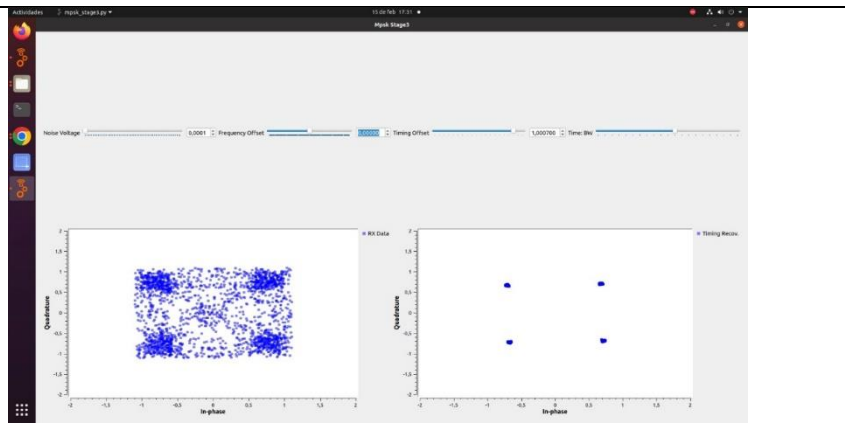 Actividades mpsk_stage3.py 15 de feb 17:31
Mpsk Stage3
Noise Voltage 0,0001 Frequency Offset Timing Offset 1,000700 Time: BW
RX Data
Timing Recov
2
1,5
1
0,5
0
-0,5
-1
-1,5
-2
Quadrature
-2 -1,5 -1 -0,5 0 0,5 1 1,5 2
In-phase
2
1,5
1
0,5
0
-0,5
-1
-1,5
-2
Quadrature
-2 -1,5 -1 -0,5 0 0,5 1 1,5 2
In-phase